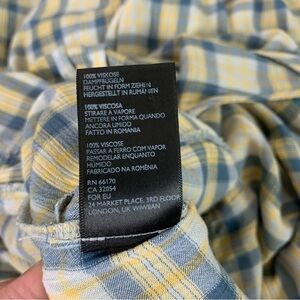 100% VISKOSE
DAMPFBÜGELN
FEUCHT IN FORM ZIEHEN
HERGESTELLT IN RUMÄNIEN
100% VISCOSA
STIRARE A VAPORE
METTERE IN FORMA QUANDO
ANCORA UMIDO
FATTO IN ROMANIA
100% VISCOSE
PASSAR A FERRO COM VAPOR
REMODELAR ENQUANTO
HUMIDO
FABRICADO NA ROMÉNIA
RN 66170
CA 32054
FOR EU
24 MARKET PLACE, 3RD FLOOR
LONDON, UK W1W8AN